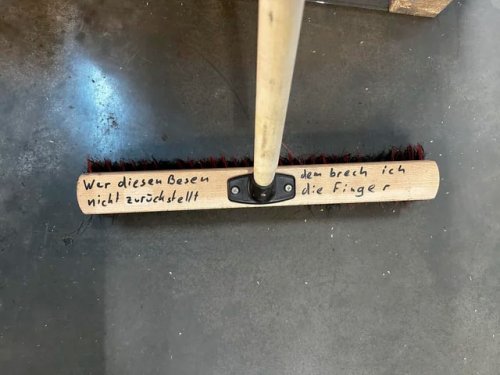 Wer diesen Besen
nicht zurückstellt
dem brech ich
die Finger